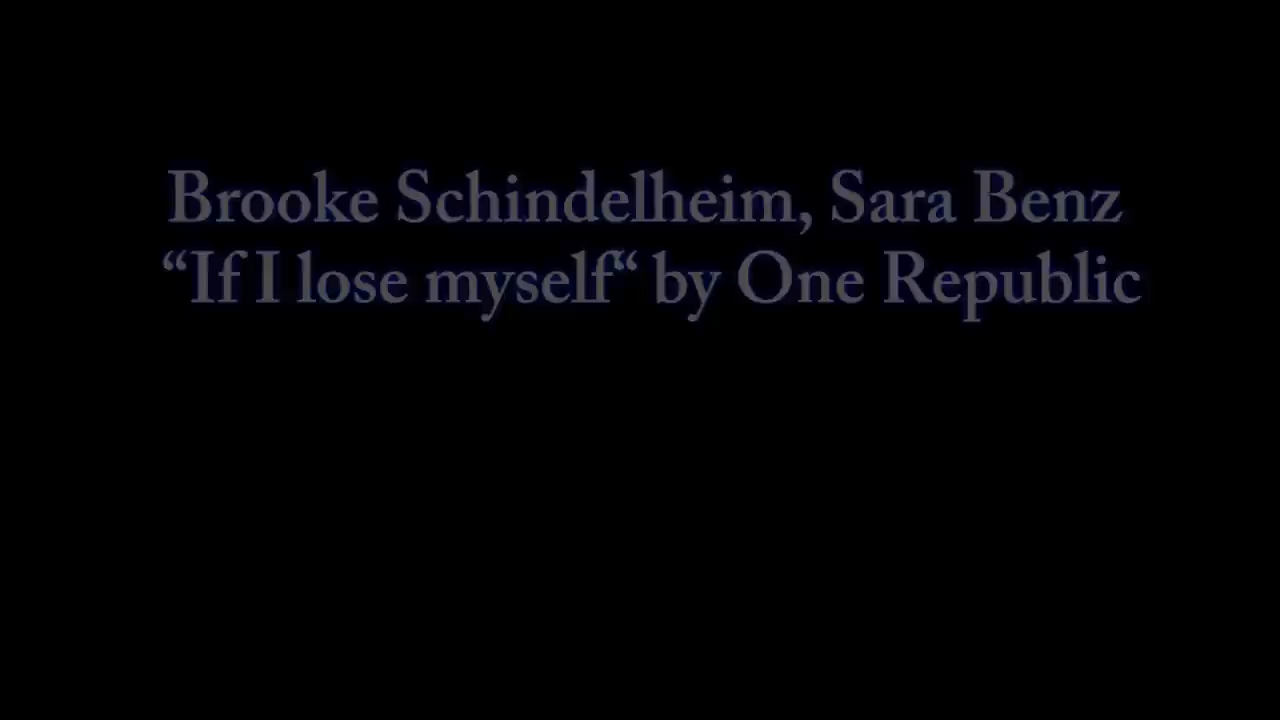 Brooke Schindelheim, Sara Benz
“If I lose myself“ by One Republic